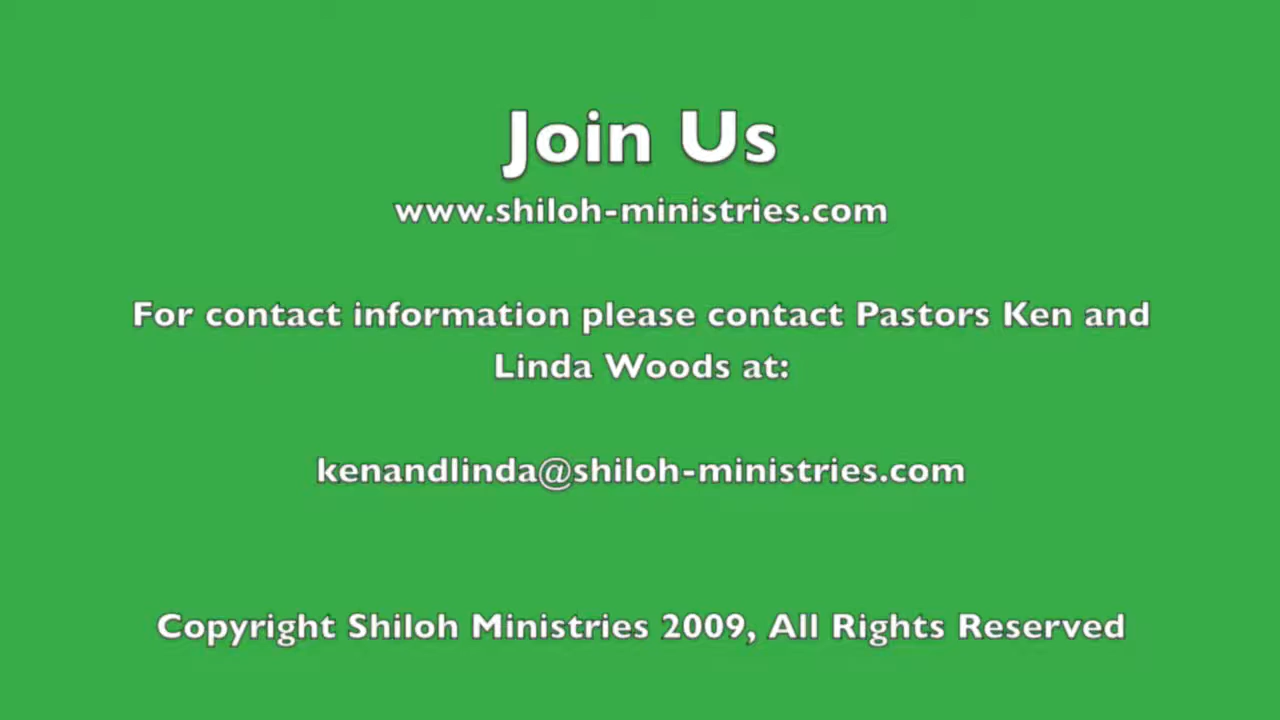 Join Us
www.shiloh-ministries.com
For contact information please contact Pastors Ken and
Linda Woods at:
kenandlinda@shiloh-ministries.com
Copyright Shiloh Ministries 2009, All Rights Reserved